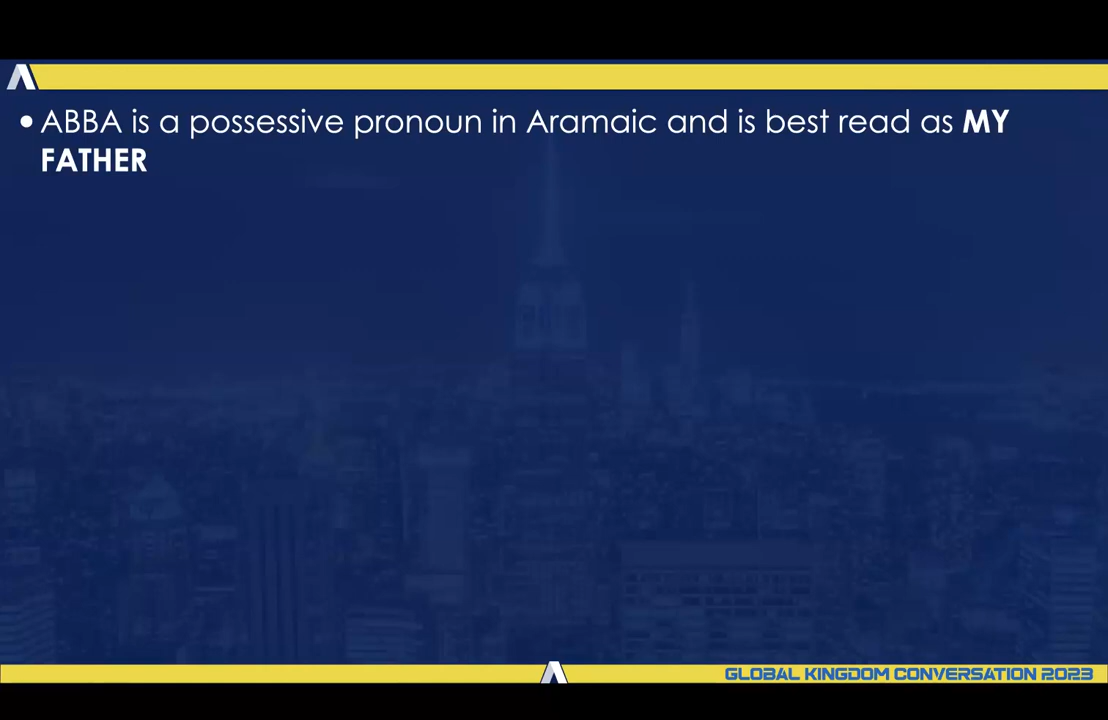 • ABBA is a possessive pronoun in Aramaic and is best read as MY
FATHER
GLOBAL KINGDOM CONVERSATION 2023